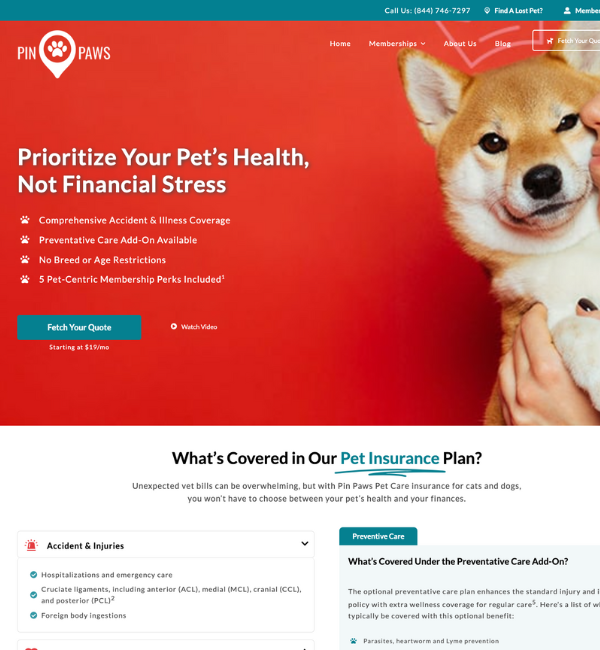 Call Us: (844) 746-7297 Find A Lost Pet?
PIN PAWS
Home Memberships About Us Blog Fetch Your
Prioritize Your Pet's Health,
Not Financial Stress
Comprehensive Accident & Illness Coverage
Preventative Care Add-On Available
No Breed or Age Restrictions
5 Pet-Centric Membership Perks Included¹
Fetch Your Quote
Watch Video
Starting at $19/mo
What's Covered in Our Pet Insurance Plan?
Unexpected vet bills can be overwhelming, but with Pin Paws Pet Care insurance for cats and dogs,
you won't have to choose between your pet's health and your finances.
Accident & Injuries
Hospitalizations and emergency care
Cruciate ligaments, including anterior (ACL), medial (MCL), cranial (CCL),
and posterior (PCL)²
Foreign body ingestions
Preventive Care
What's Covered Under the Preventative Care Add-On?
The optional preventative care plan enhances the standard injury and
policy with extra wellness coverage for regular care⁵. Here's a list of
typically be covered with this optional benefit:
Parasites, heartworm and Lyme prevention